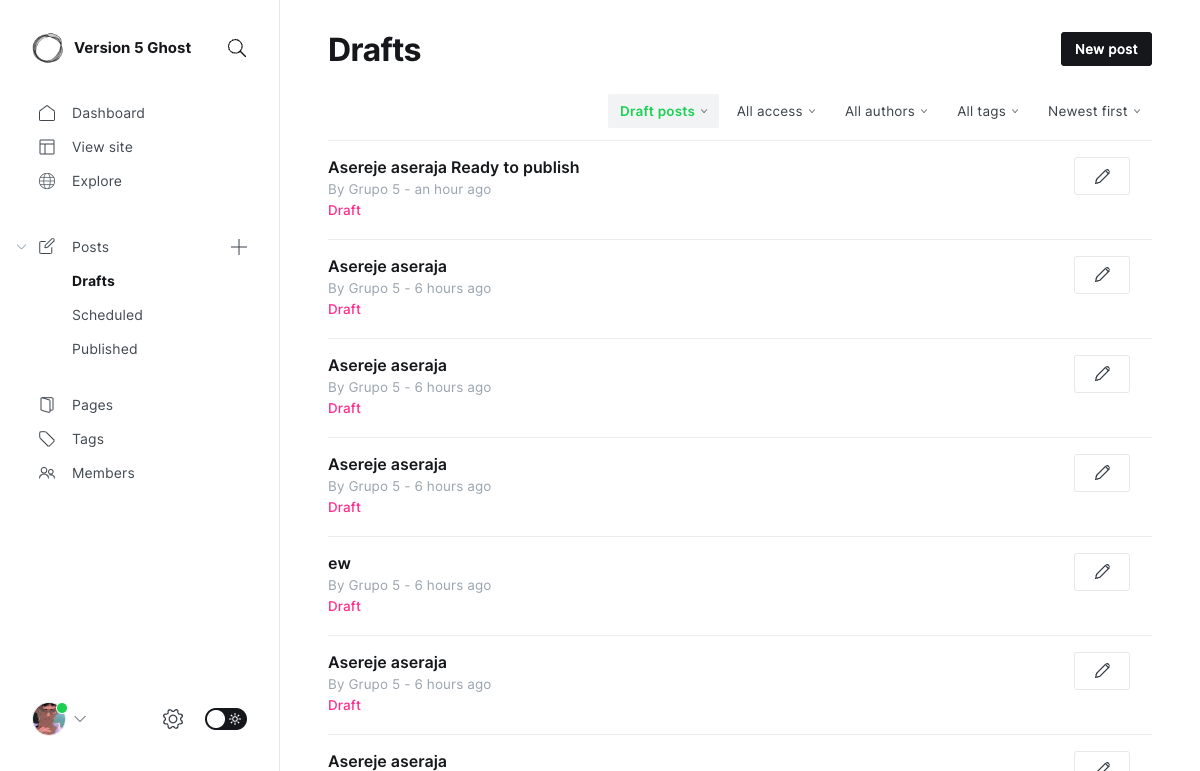 Version 5 Ghost
Dashboard
View site
Explore
Posts
Drafts
Scheduled
Published
Pages
Tags
Members
Drafts
New post
Draft posts
All access
All authors
All tags
Newest first
Asereje aseraja Ready to publish
By Grupo 5 - an hour ago
Draft
Asereje aseraja
By Grupo 5 - 6 hours ago
Draft
Asereje aseraja
By Grupo 5 - 6 hours ago
Draft
Asereje aseraja
By Grupo 5 - 6 hours ago
Draft
ew
By Grupo 5 - 6 hours ago
Draft
Asereje aseraja
By Grupo 5 - 6 hours ago
Draft
Asereje aseraja